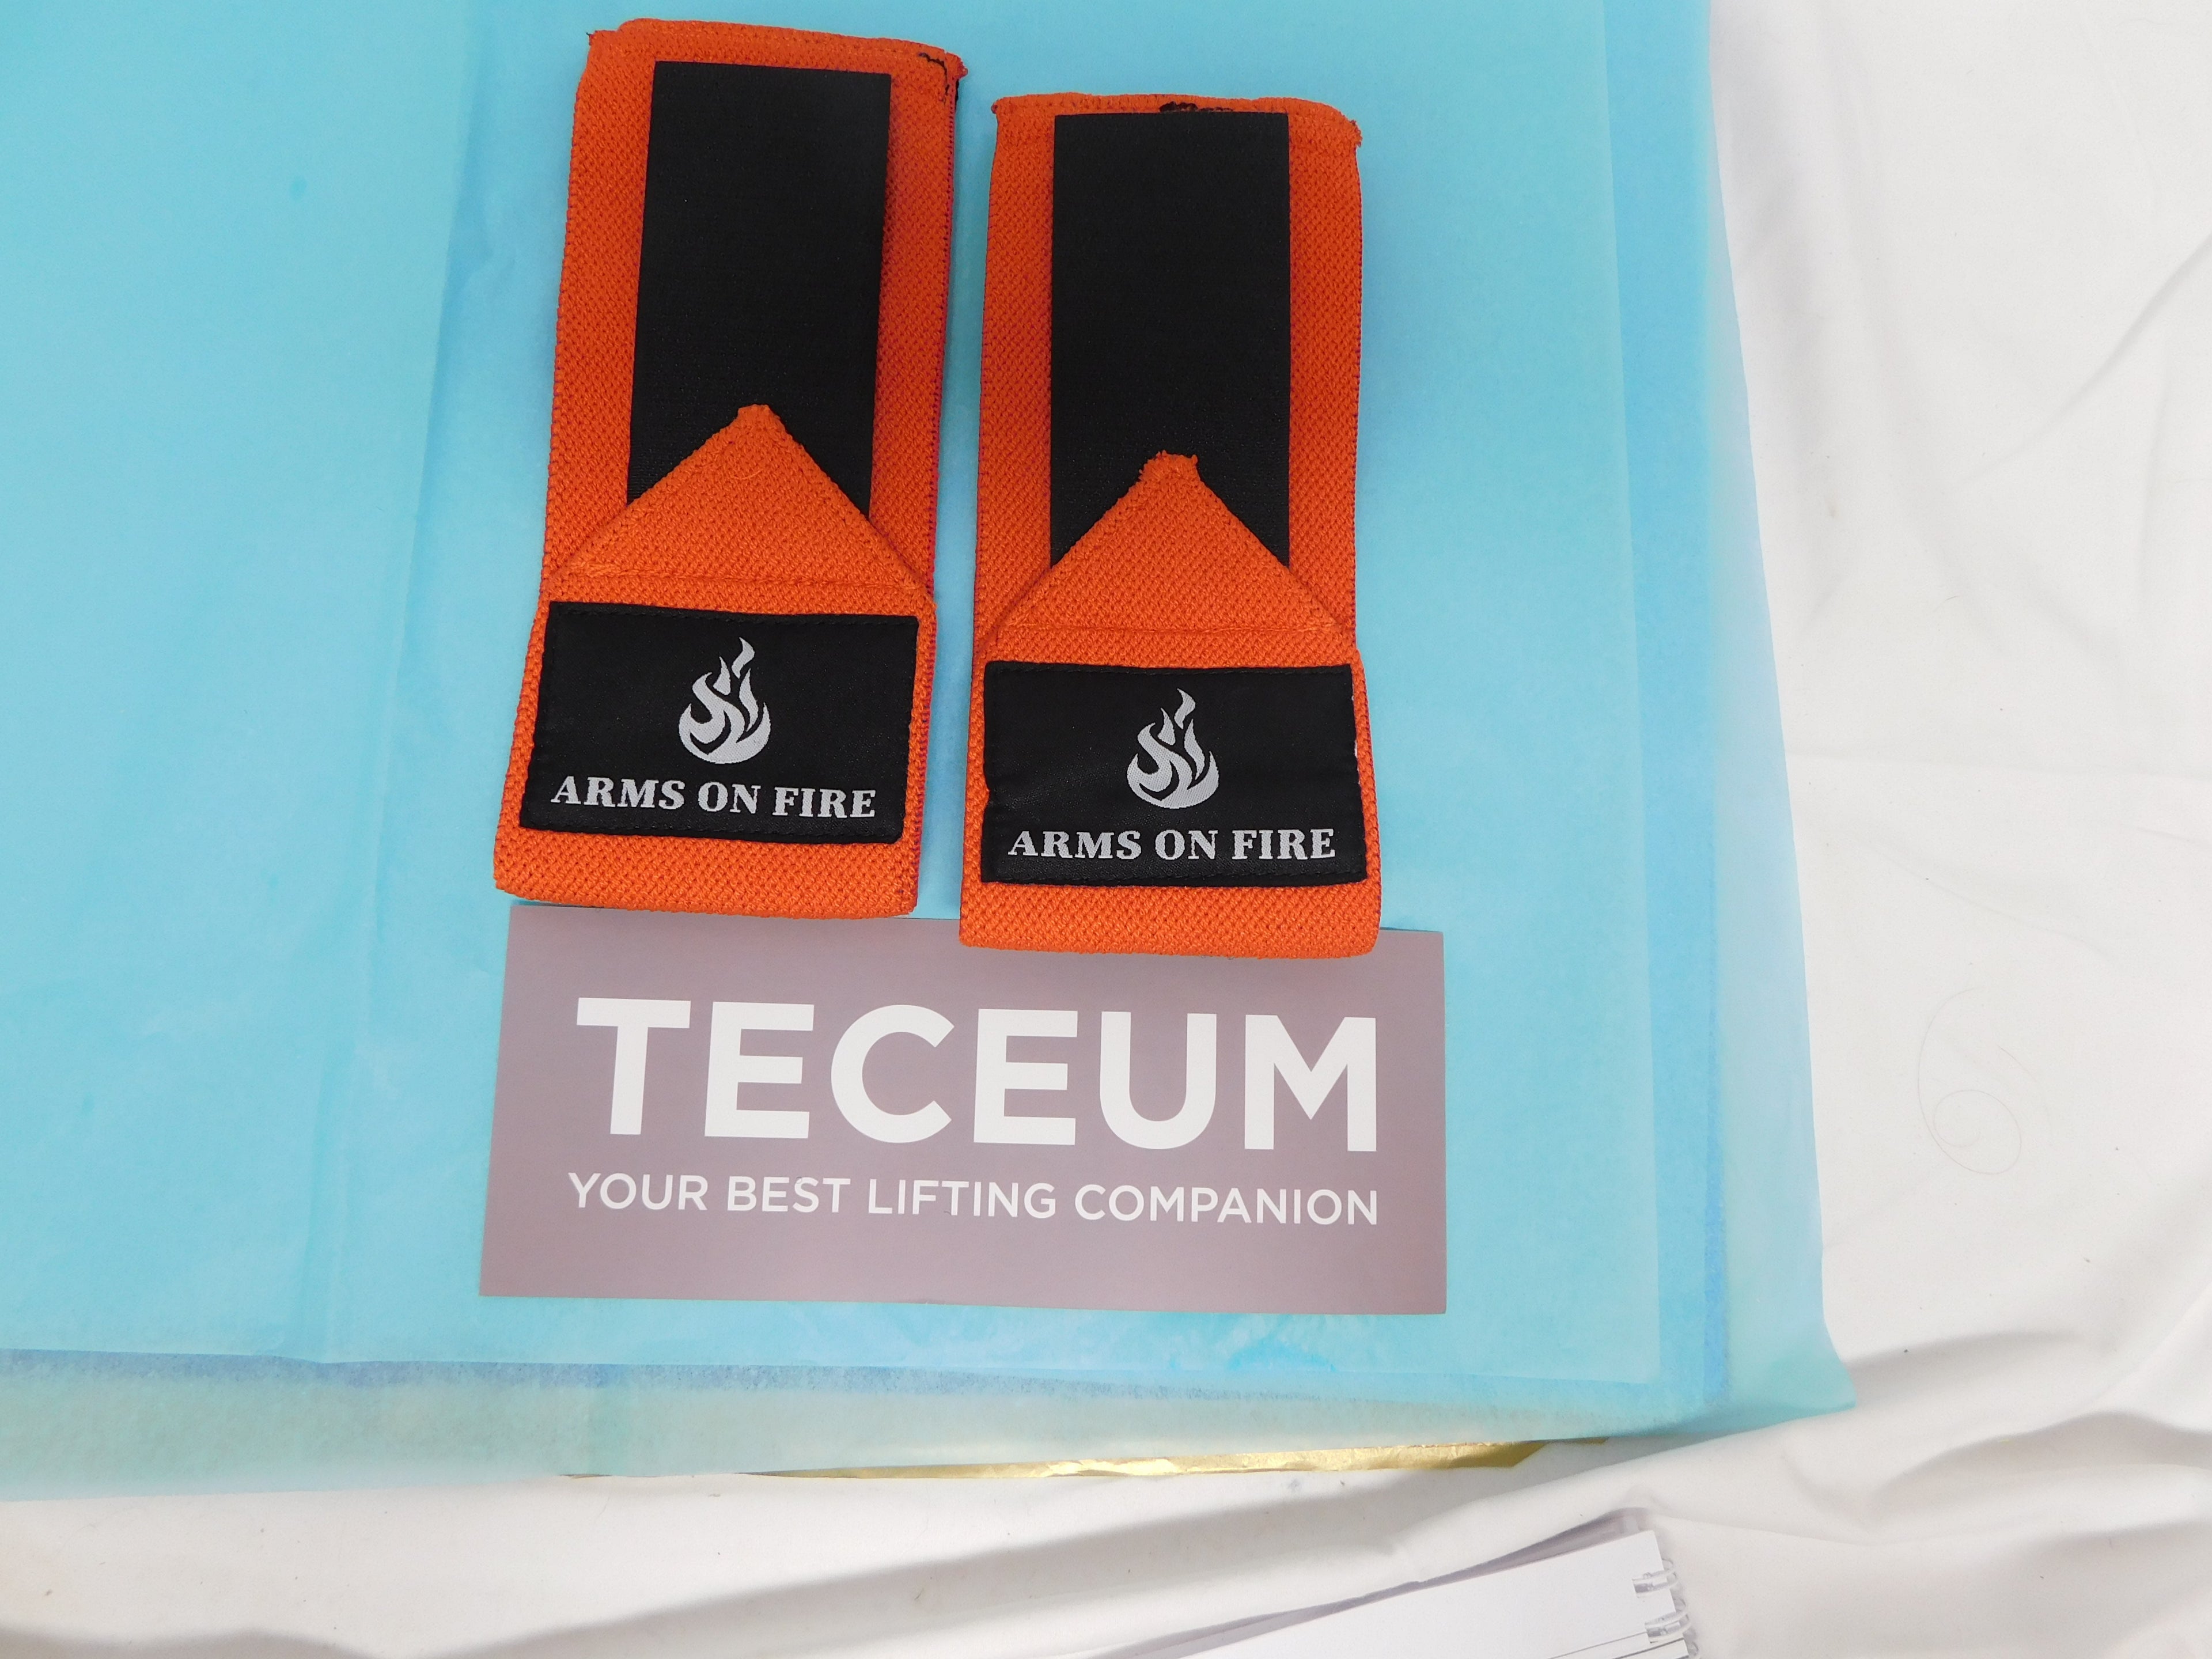 ARMS ON FIRE
ARMS ON FIRE
TECEUM
YOUR BEST LIFTING COMPANION